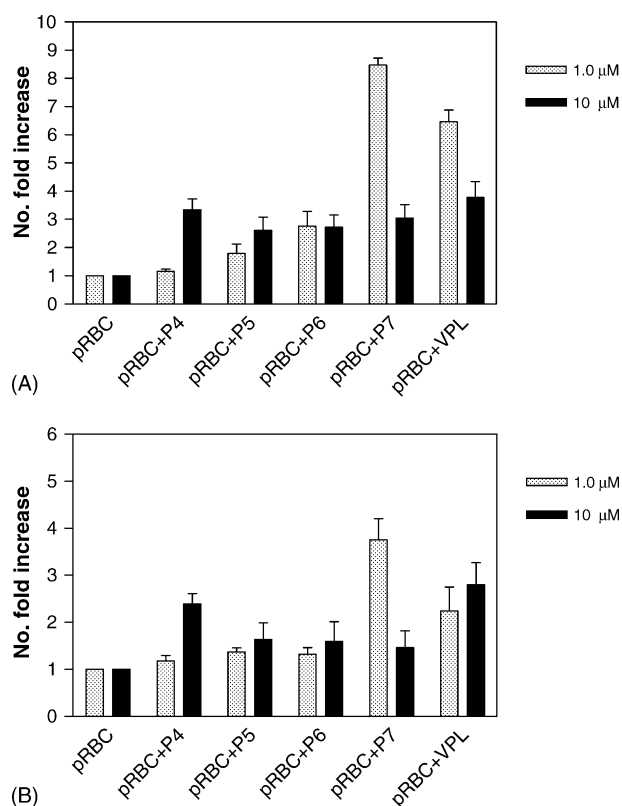 10
9
8
7
6
5
4
3
2
1
0
No. fold increase
1.0 µM
10 µM
pRBC
pRBC+P4
pRBC+P5
pRBC+P6
pRBC+P7
pRBC+VPL
(A)
6
5
4
3
2
1
0
No. fold increase
1.0 µM
10 µM
pRBC
pRBC+P4
pRBC+P5
pRBC+P6
pRBC+P7
pRBC+VPL
(B)